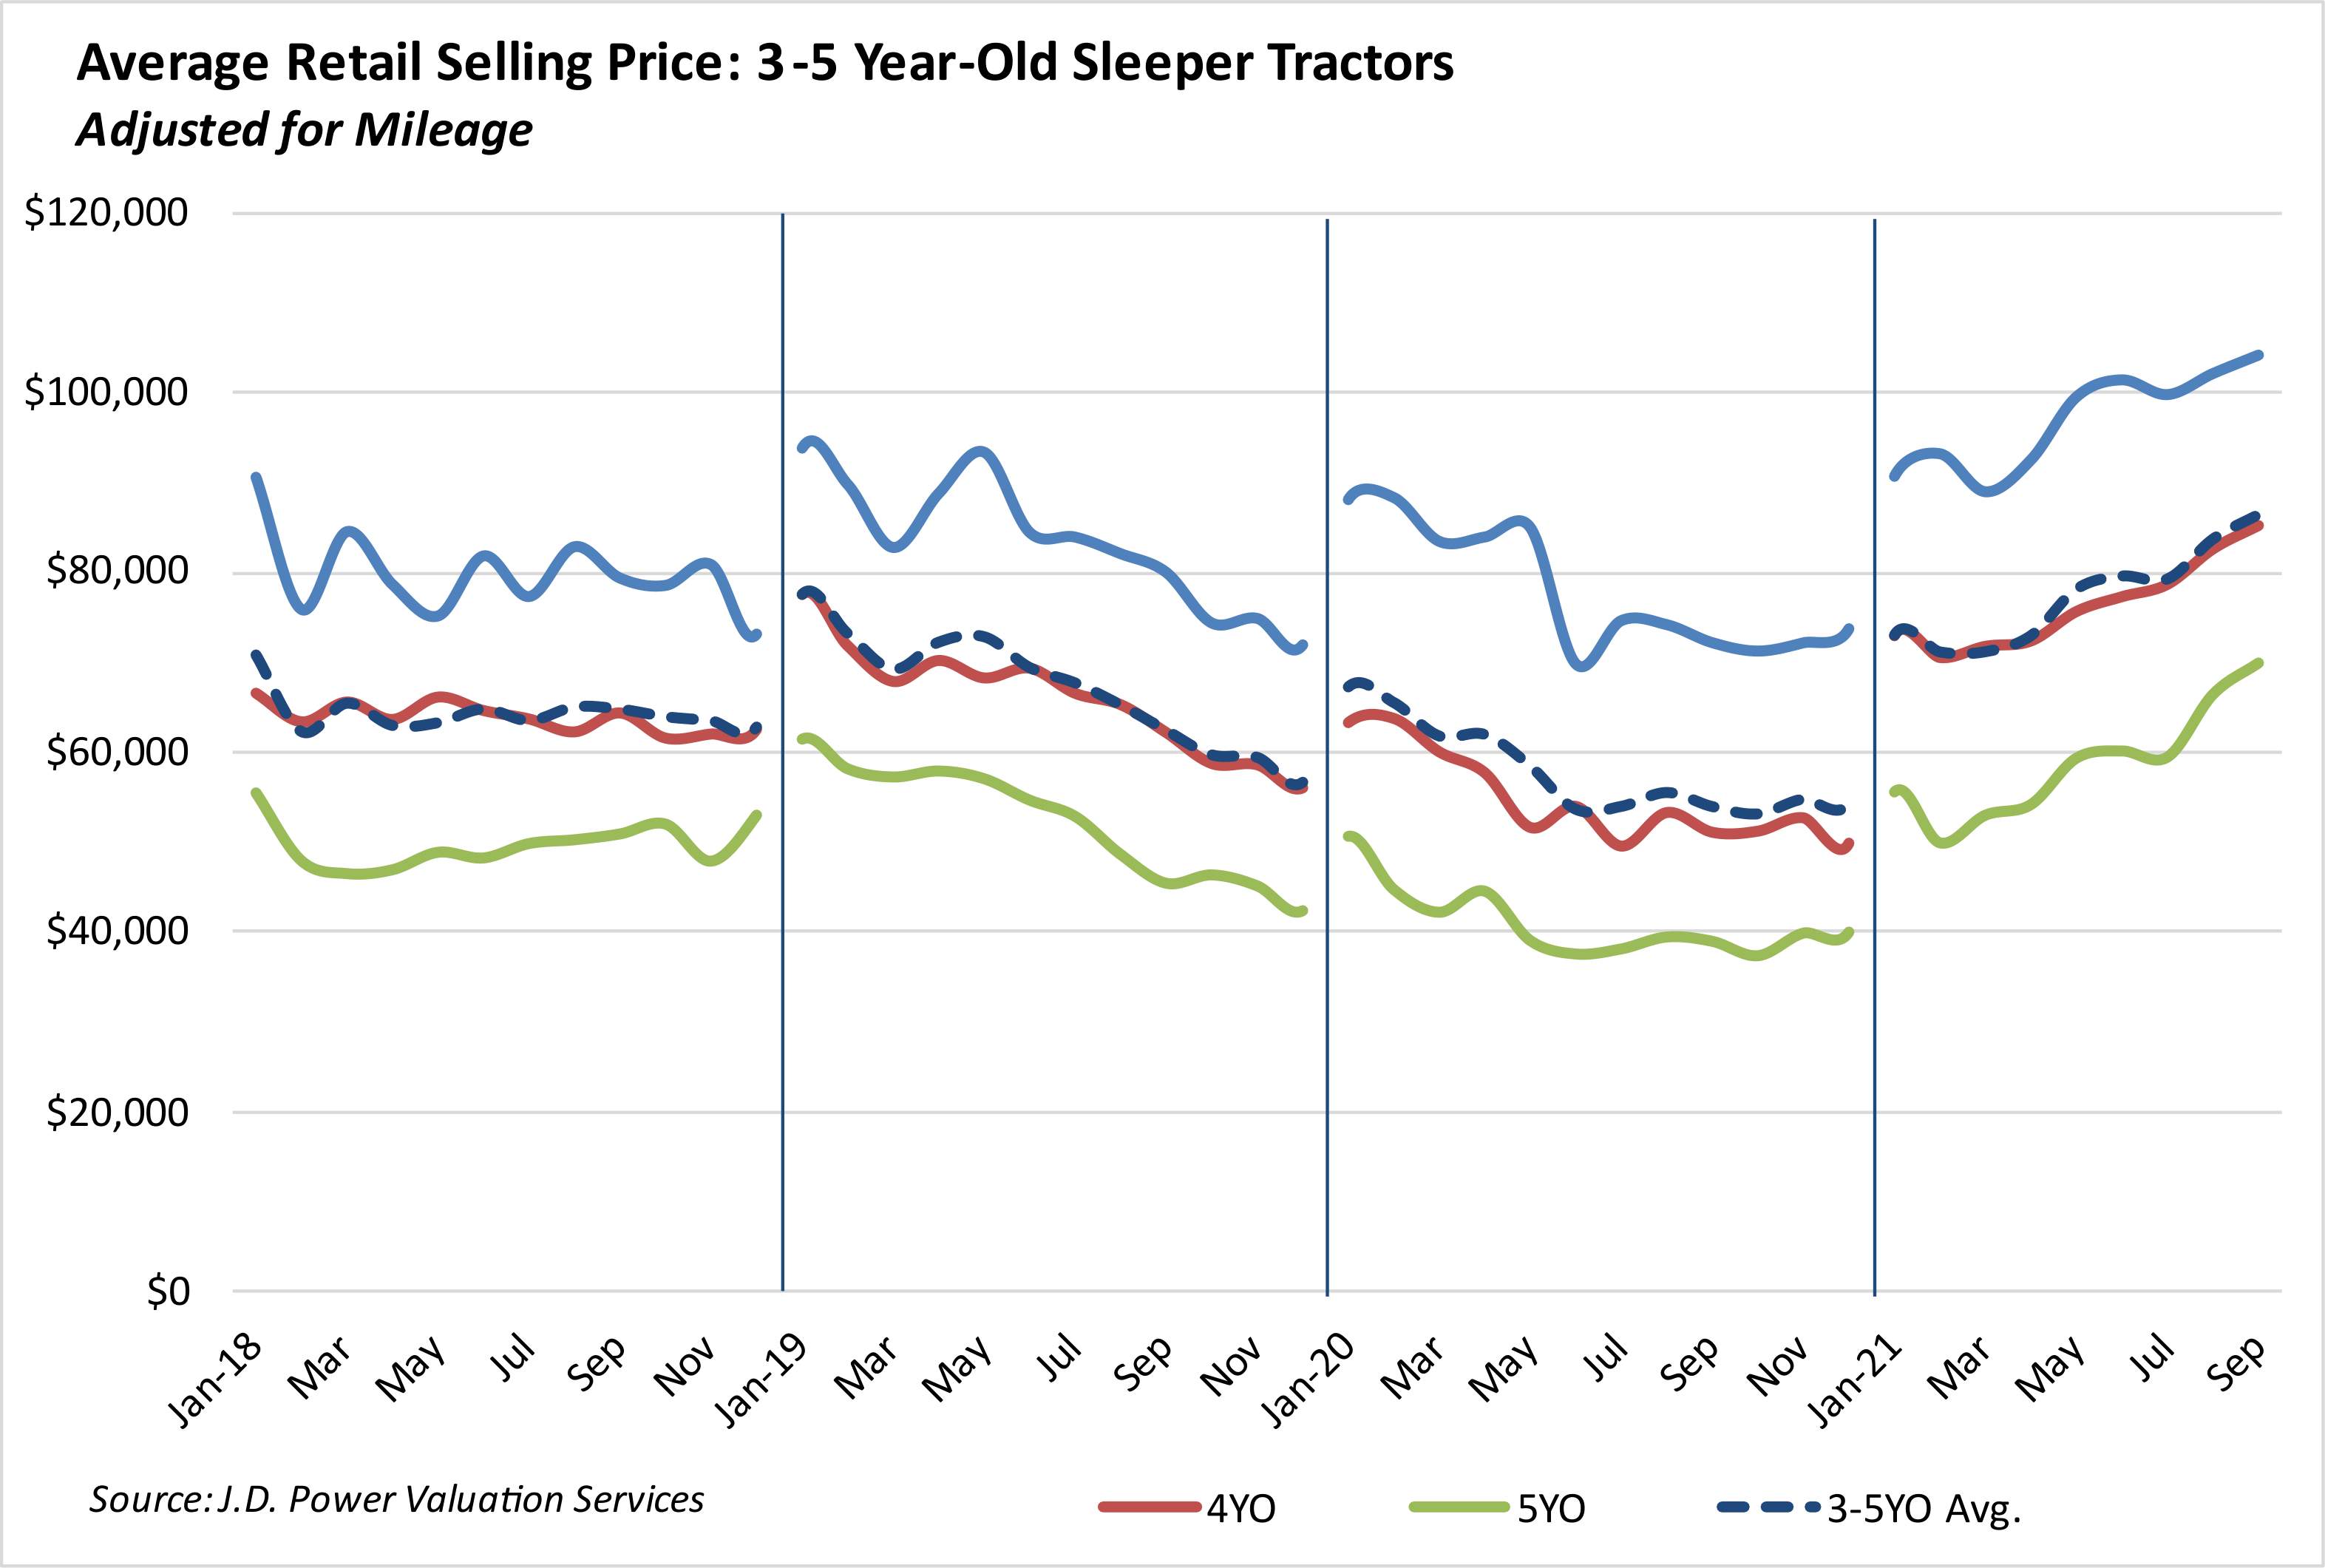 Average Retail Selling Price: 3-5 Year-Old Sleeper Tractors
Adjusted for Mileage
$120,000
$100,000
$80,000
$60,000
$40,000
$20,000
$0
Jan-18 Mar May Jul Sep Nov Jan-19 Mar May Jul Sep Nov Jan-20 Mar May Jul Sep Nov Jan-21 Mar May Jul Sep
Source: J.D. Power Valuation Services 4YO 5YO 3-5YO Avg.